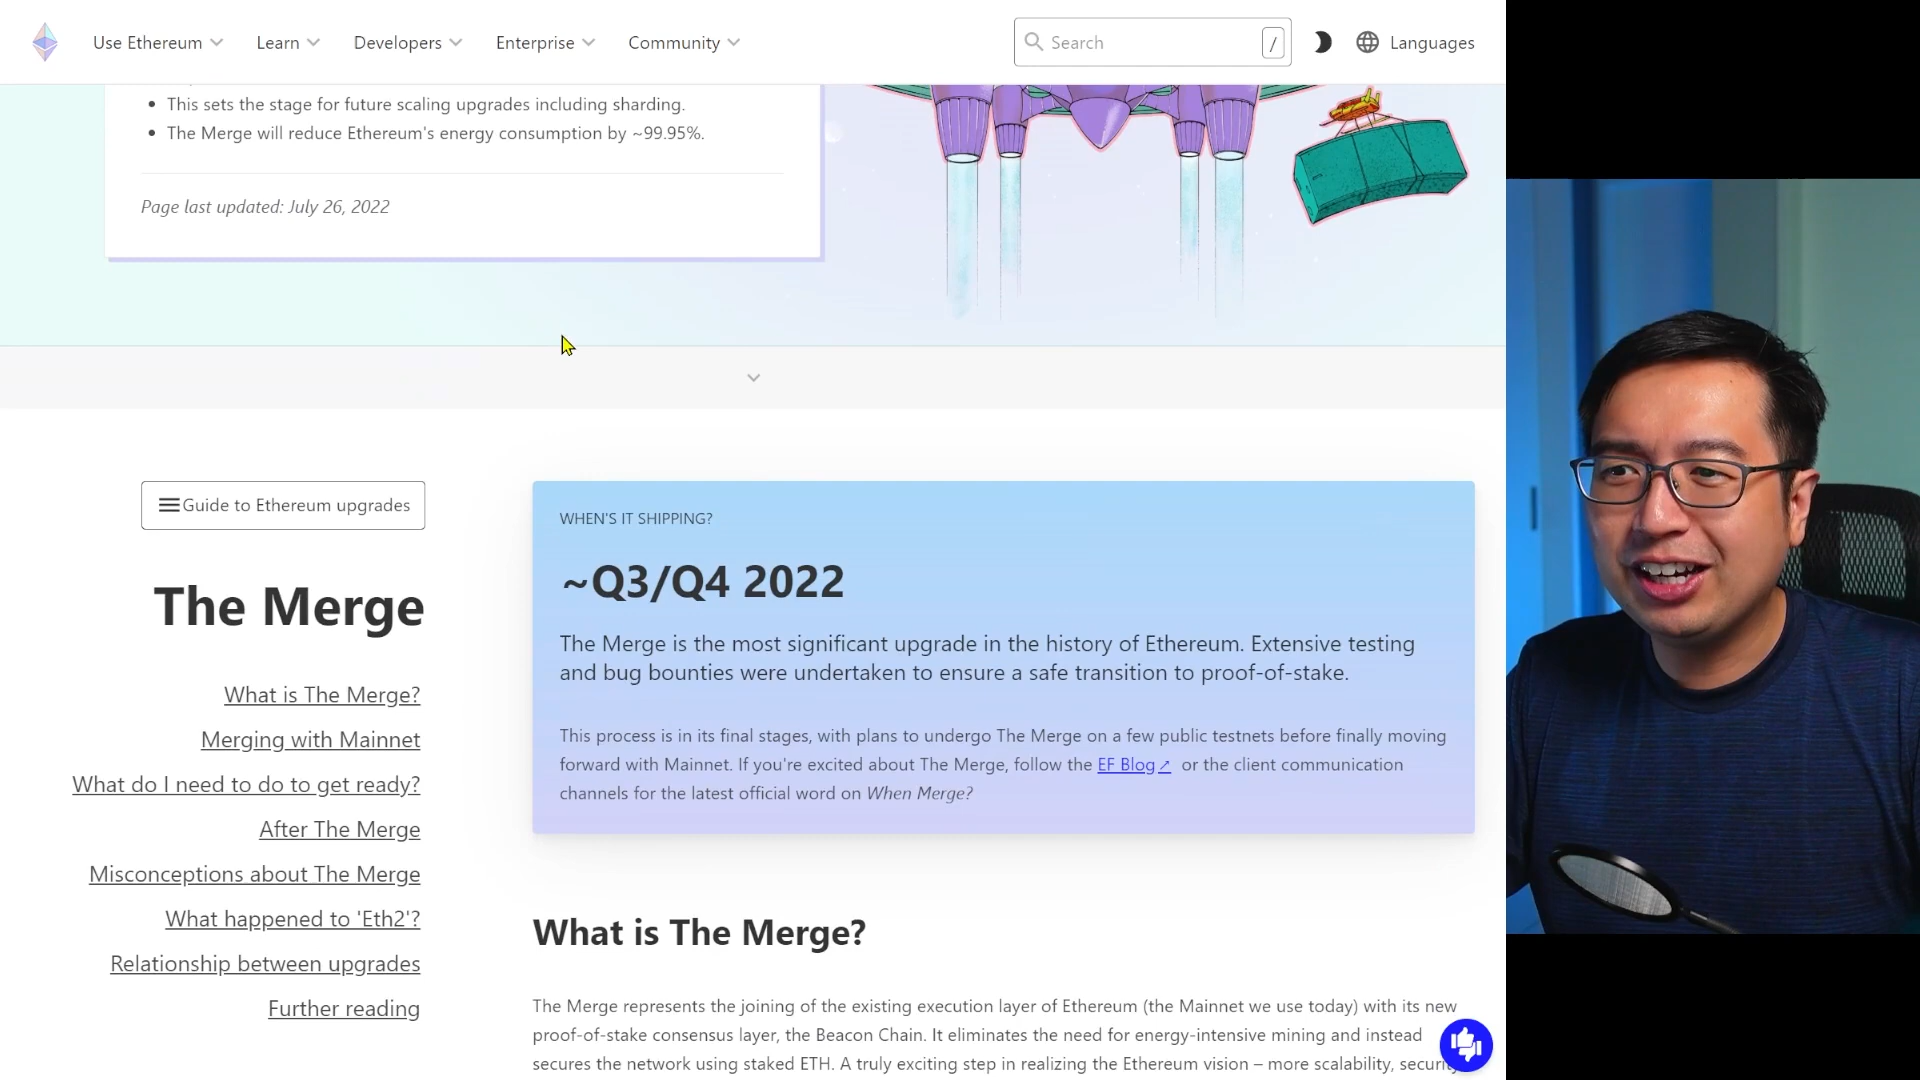 Use Ethereum
Learn
Developers
Enterprise
Community
Search
/
Languages
This sets the stage for future scaling upgrades including sharding.
The Merge will reduce Ethereum's energy consumption by ~99.95%.
Page last updated: July 26, 2022
Guide to Ethereum upgrades
The Merge
What is The Merge?
Merging with Mainnet
What do I need to do to get ready?
After The Merge
Misconceptions about The Merge
What happened to 'Eth2'?
Relationship between upgrades
Further reading
WHEN'S IT SHIPPING?
~Q3/Q4 2022
The Merge is the most significant upgrade in the history of Ethereum. Extensive testing
and bug bounties were undertaken to ensure a safe transition to proof-of-stake.
This process is in its final stages, with plans to undergo The Merge on a few public testnets before finally moving
forward with Mainnet. If you're excited about The Merge, follow the EF Blog↗ or the client communication
channels for the latest official word on When Merge?
What is The Merge?
The Merge represents the joining of the existing execution layer of Ethereum (the Mainnet we use today) with its new
proof-of-stake consensus layer, the Beacon Chain. It eliminates the need for energy-intensive mining and instead
secures the network using staked ETH. A truly exciting step in realizing the Ethereum vision – more scalability, security